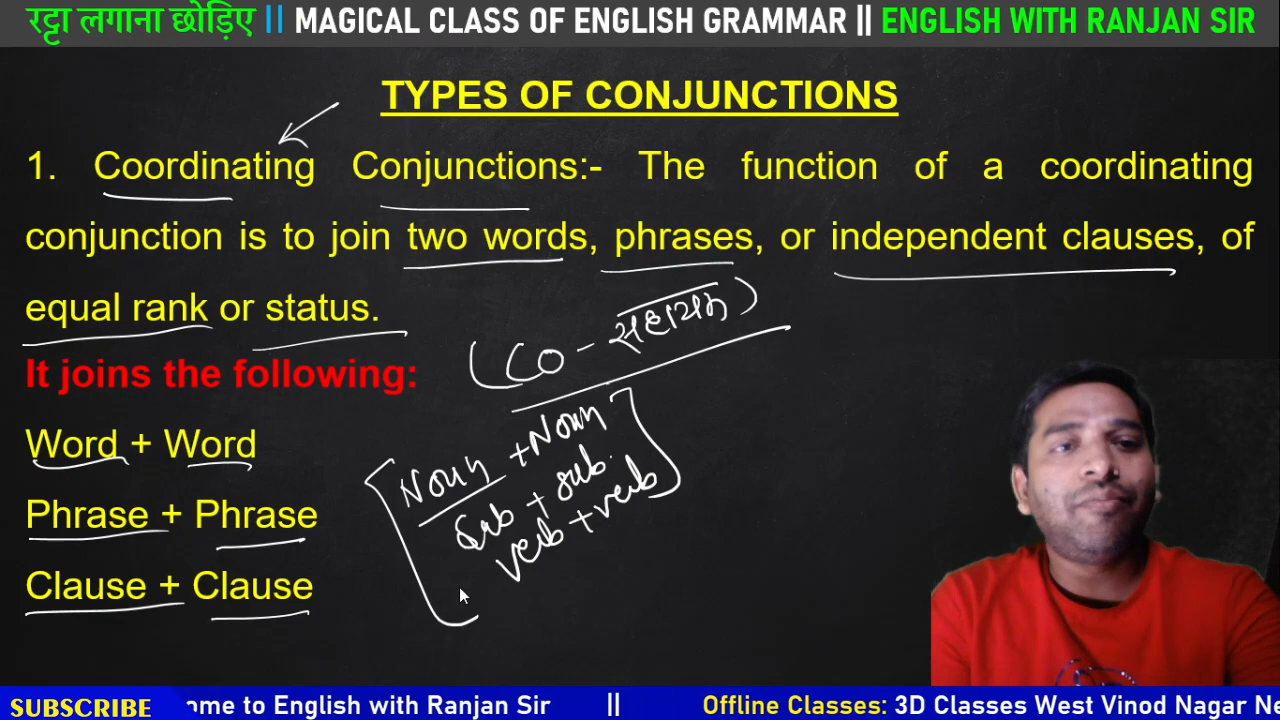 रट्टा लगाना छोड़िए || MAGICAL CLASS OF ENGLISH GRAMMAR || ENGLISH WITH RANJAN SIR
TYPES OF CONJUNCTIONS
1. Coordinating Conjunctions:- The function of a coordinating
conjunction is to join two words, phrases, or independent clauses, of
equal rank or status.
(Co - सहायक)
It joins the following:
Word + Word
Phrase + Phrase
Clause + Clause
Noun + Noun
Sub + sub.
verb + verb
SUBSCRIBE
ome to English with Ranjan Sir || Offline Classes: 3D Classes West Vinod Nagar Ne